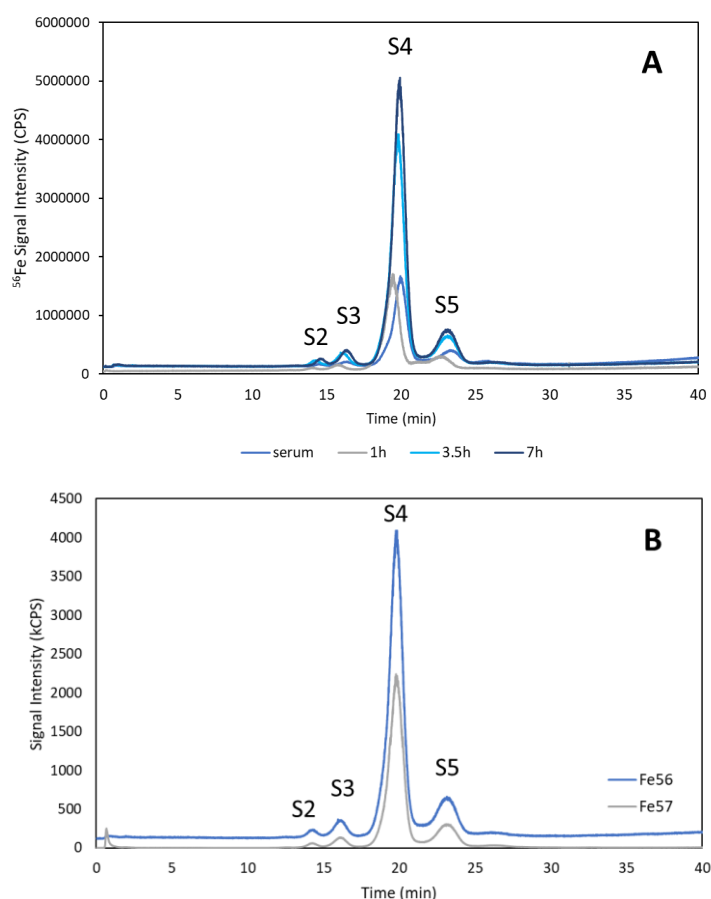 6000000
5000000
4000000
3000000
2000000
1000000
0
⁵⁶Fe Signal Intensity (CPS)
A
S4
S3
S2
S5
0 5 10 15 20 25 30 35 40
Time (min)
serum 1h 3.5h 7h
4500
4000
3500
3000
2500
2000
1500
1000
500
0
Signal Intensity (kCPS)
B
S4
S5
S3
S2
Fe56
Fe57
0 5 10 15 20 25 30 35 40
Time (min)